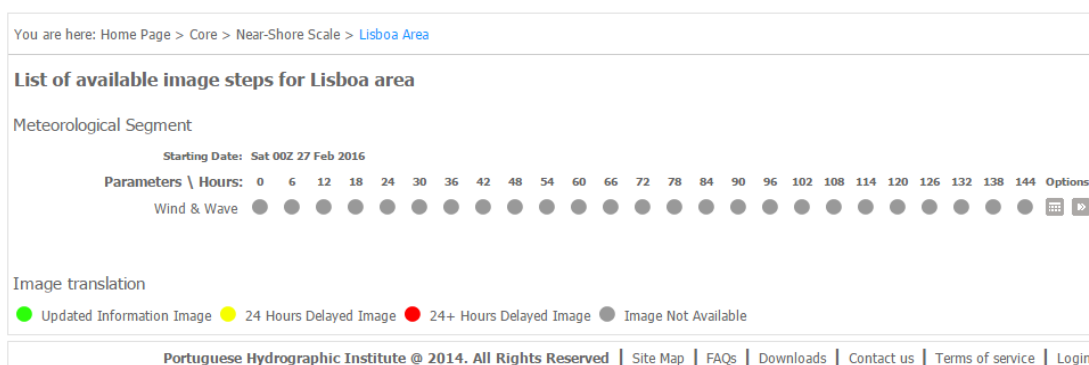 You are here: Home Page > Core > Near-Shore Scale > Lisboa Area
List of available image steps for Lisboa area
Meteorological Segment
Starting Date: Sat 00Z 27 Feb 2016
Parameters \ Hours: 0 6 12 18 24 30 36 42 48 54 60 66 72 78 84 90 96 102 108 114 120 126 132 138 144 Options
Wind & Wave
Image translation
Updated Information Image 24 Hours Delayed Image 24+ Hours Delayed Image Image Not Available
Portuguese Hydrographic Institute @ 2014. All Rights Reserved | Site Map | FAQs | Downloads | Contact us | Terms of service | Login